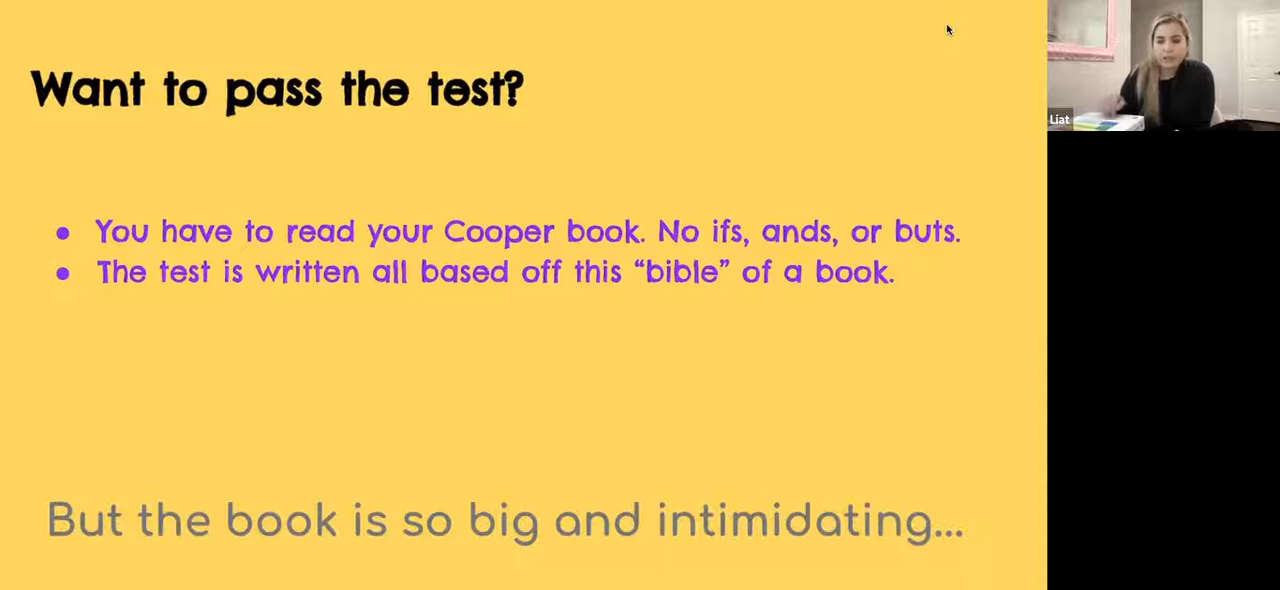 Want to pass the test?
● You have to read your Cooper book. No ifs, ands, or buts.
● The test is written all based off this “bible” of a book.
But the book is so big and intimidating...
Liat